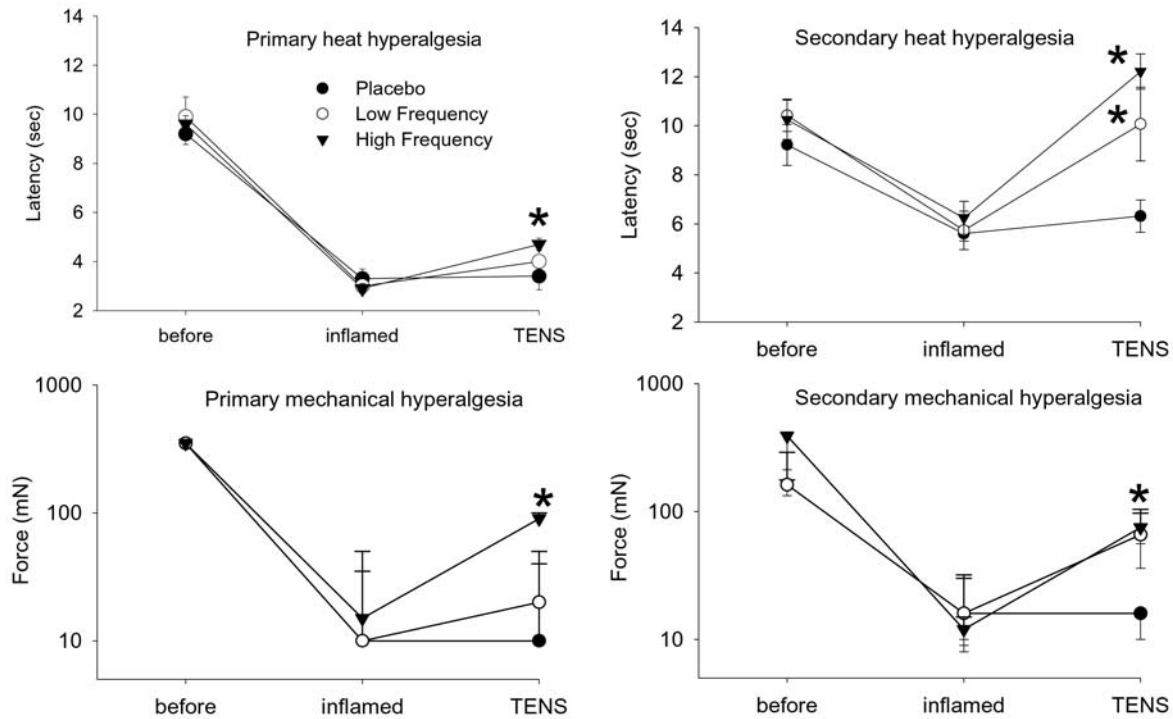 Primary heat hyperalgesia
Placebo
Low Frequency
High Frequency
Latency (sec)
14
12
10
8
6
4
2
*
before inflamed TENS
Secondary heat hyperalgesia
Latency (sec)
14
12
10
8
6
4
2
*
*
before inflamed TENS
Primary mechanical hyperalgesia
Force (mN)
1000
100
10
*
before inflamed TENS
Secondary mechanical hyperalgesia
Force (mN)
1000
100
10
*
before inflamed TENS